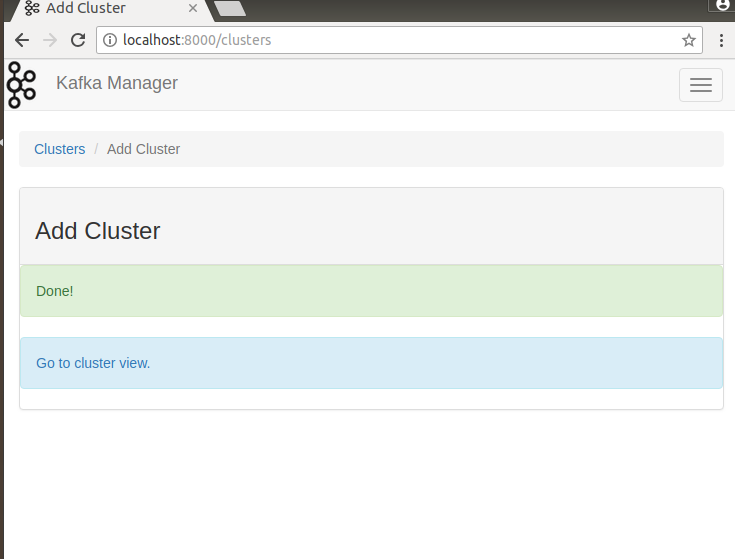 Add Cluster
localhost:8000/clusters
Kafka Manager
Clusters / Add Cluster
Add Cluster
Done!
Go to cluster view.